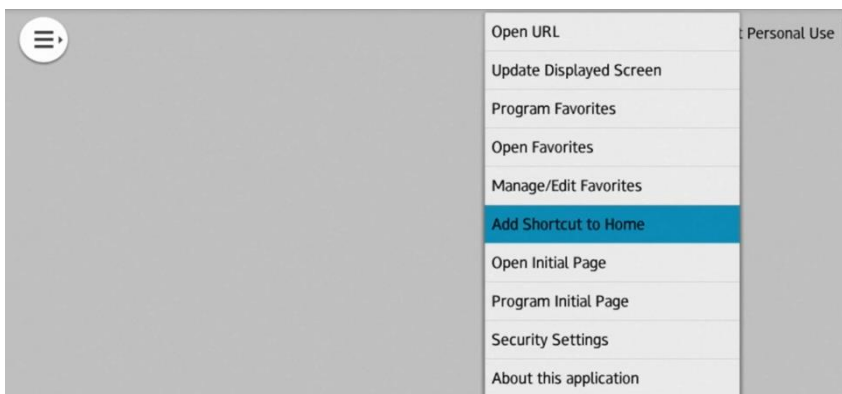 Open URL
t Personal Use
Update Displayed Screen
Program Favorites
Open Favorites
Manage/Edit Favorites
Add Shortcut to Home
Open Initial Page
Program Initial Page
Security Settings
About this application